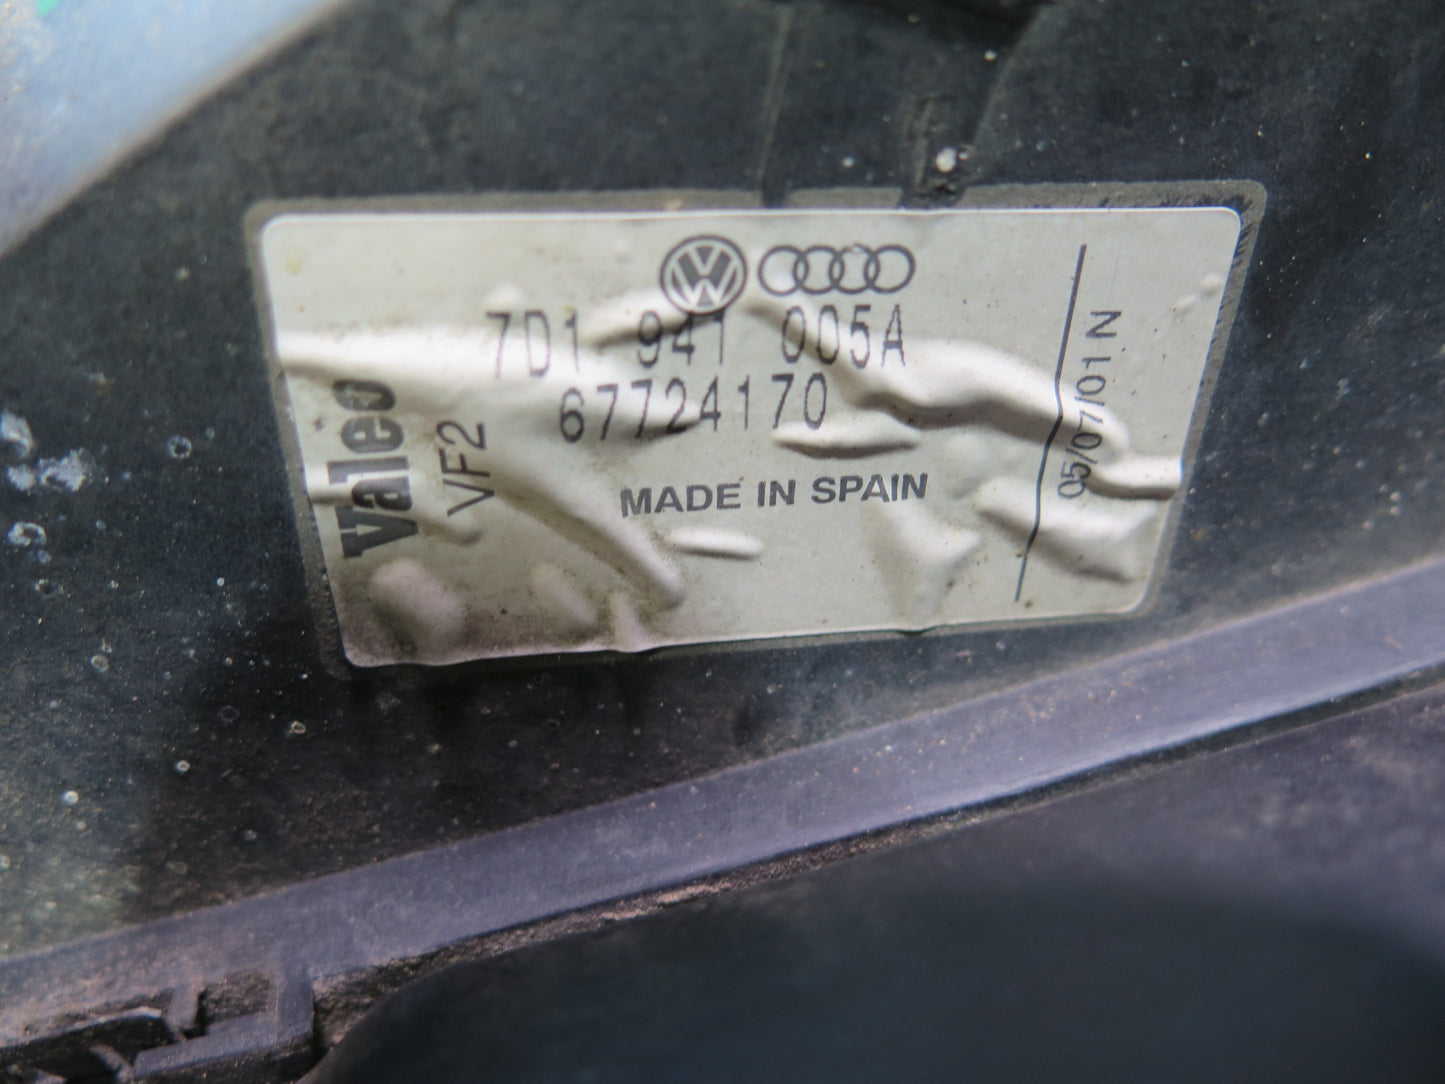 7D1 941 005A
67724170
MADE IN SPAIN
Valeo
VF2
05/07/01 N